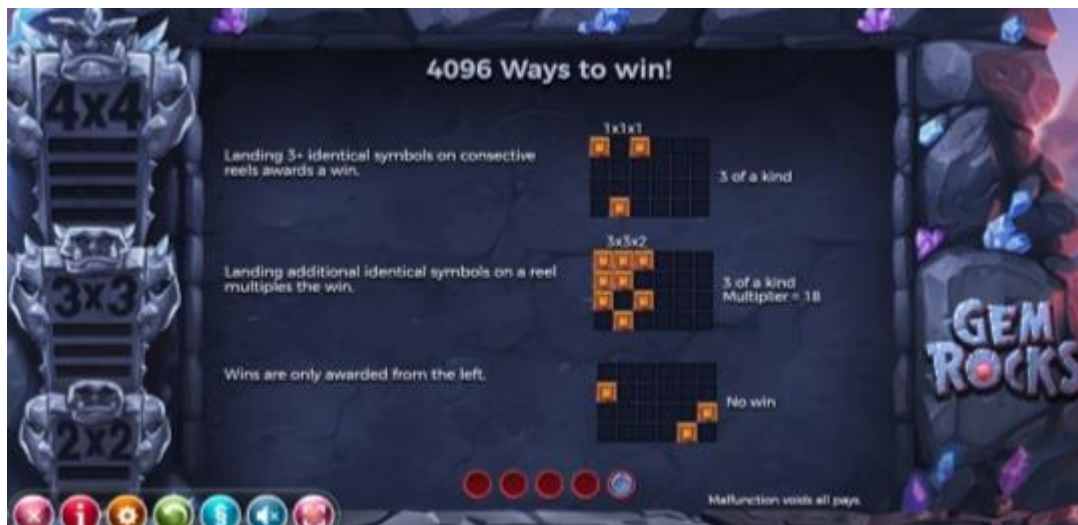 4096 Ways to win!
4x4
3x3
2x2
Landing 3+ identical symbols on consective
reels awards a win.
1x1x1
3 of a kind
Landing additional identical symbols on a reel
multiples the win.
3x3x2
3 of a kind
Multiplier = 18
Wins are only awarded from the left.
No win
GEM
ROCKS
Malfunction voids all pays.
i
§